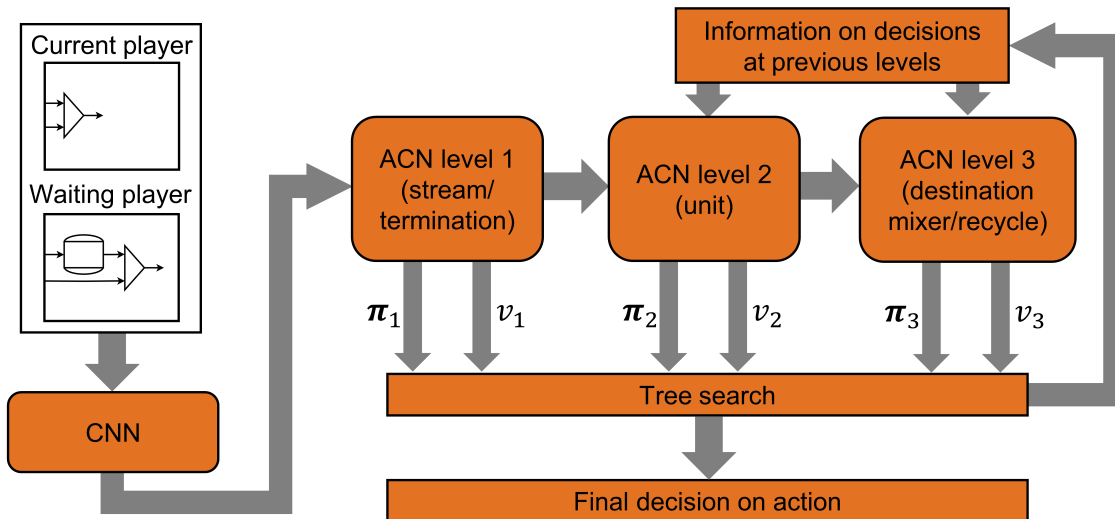 Current player
Waiting player
CNN
Information on decisions
at previous levels
ACN level 1
(stream/
termination)
ACN level 2
(unit)
ACN level 3
(destination
mixer/recycle)
π₁
v₁
π₂
v₂
π₃
v₃
Tree search
Final decision on action